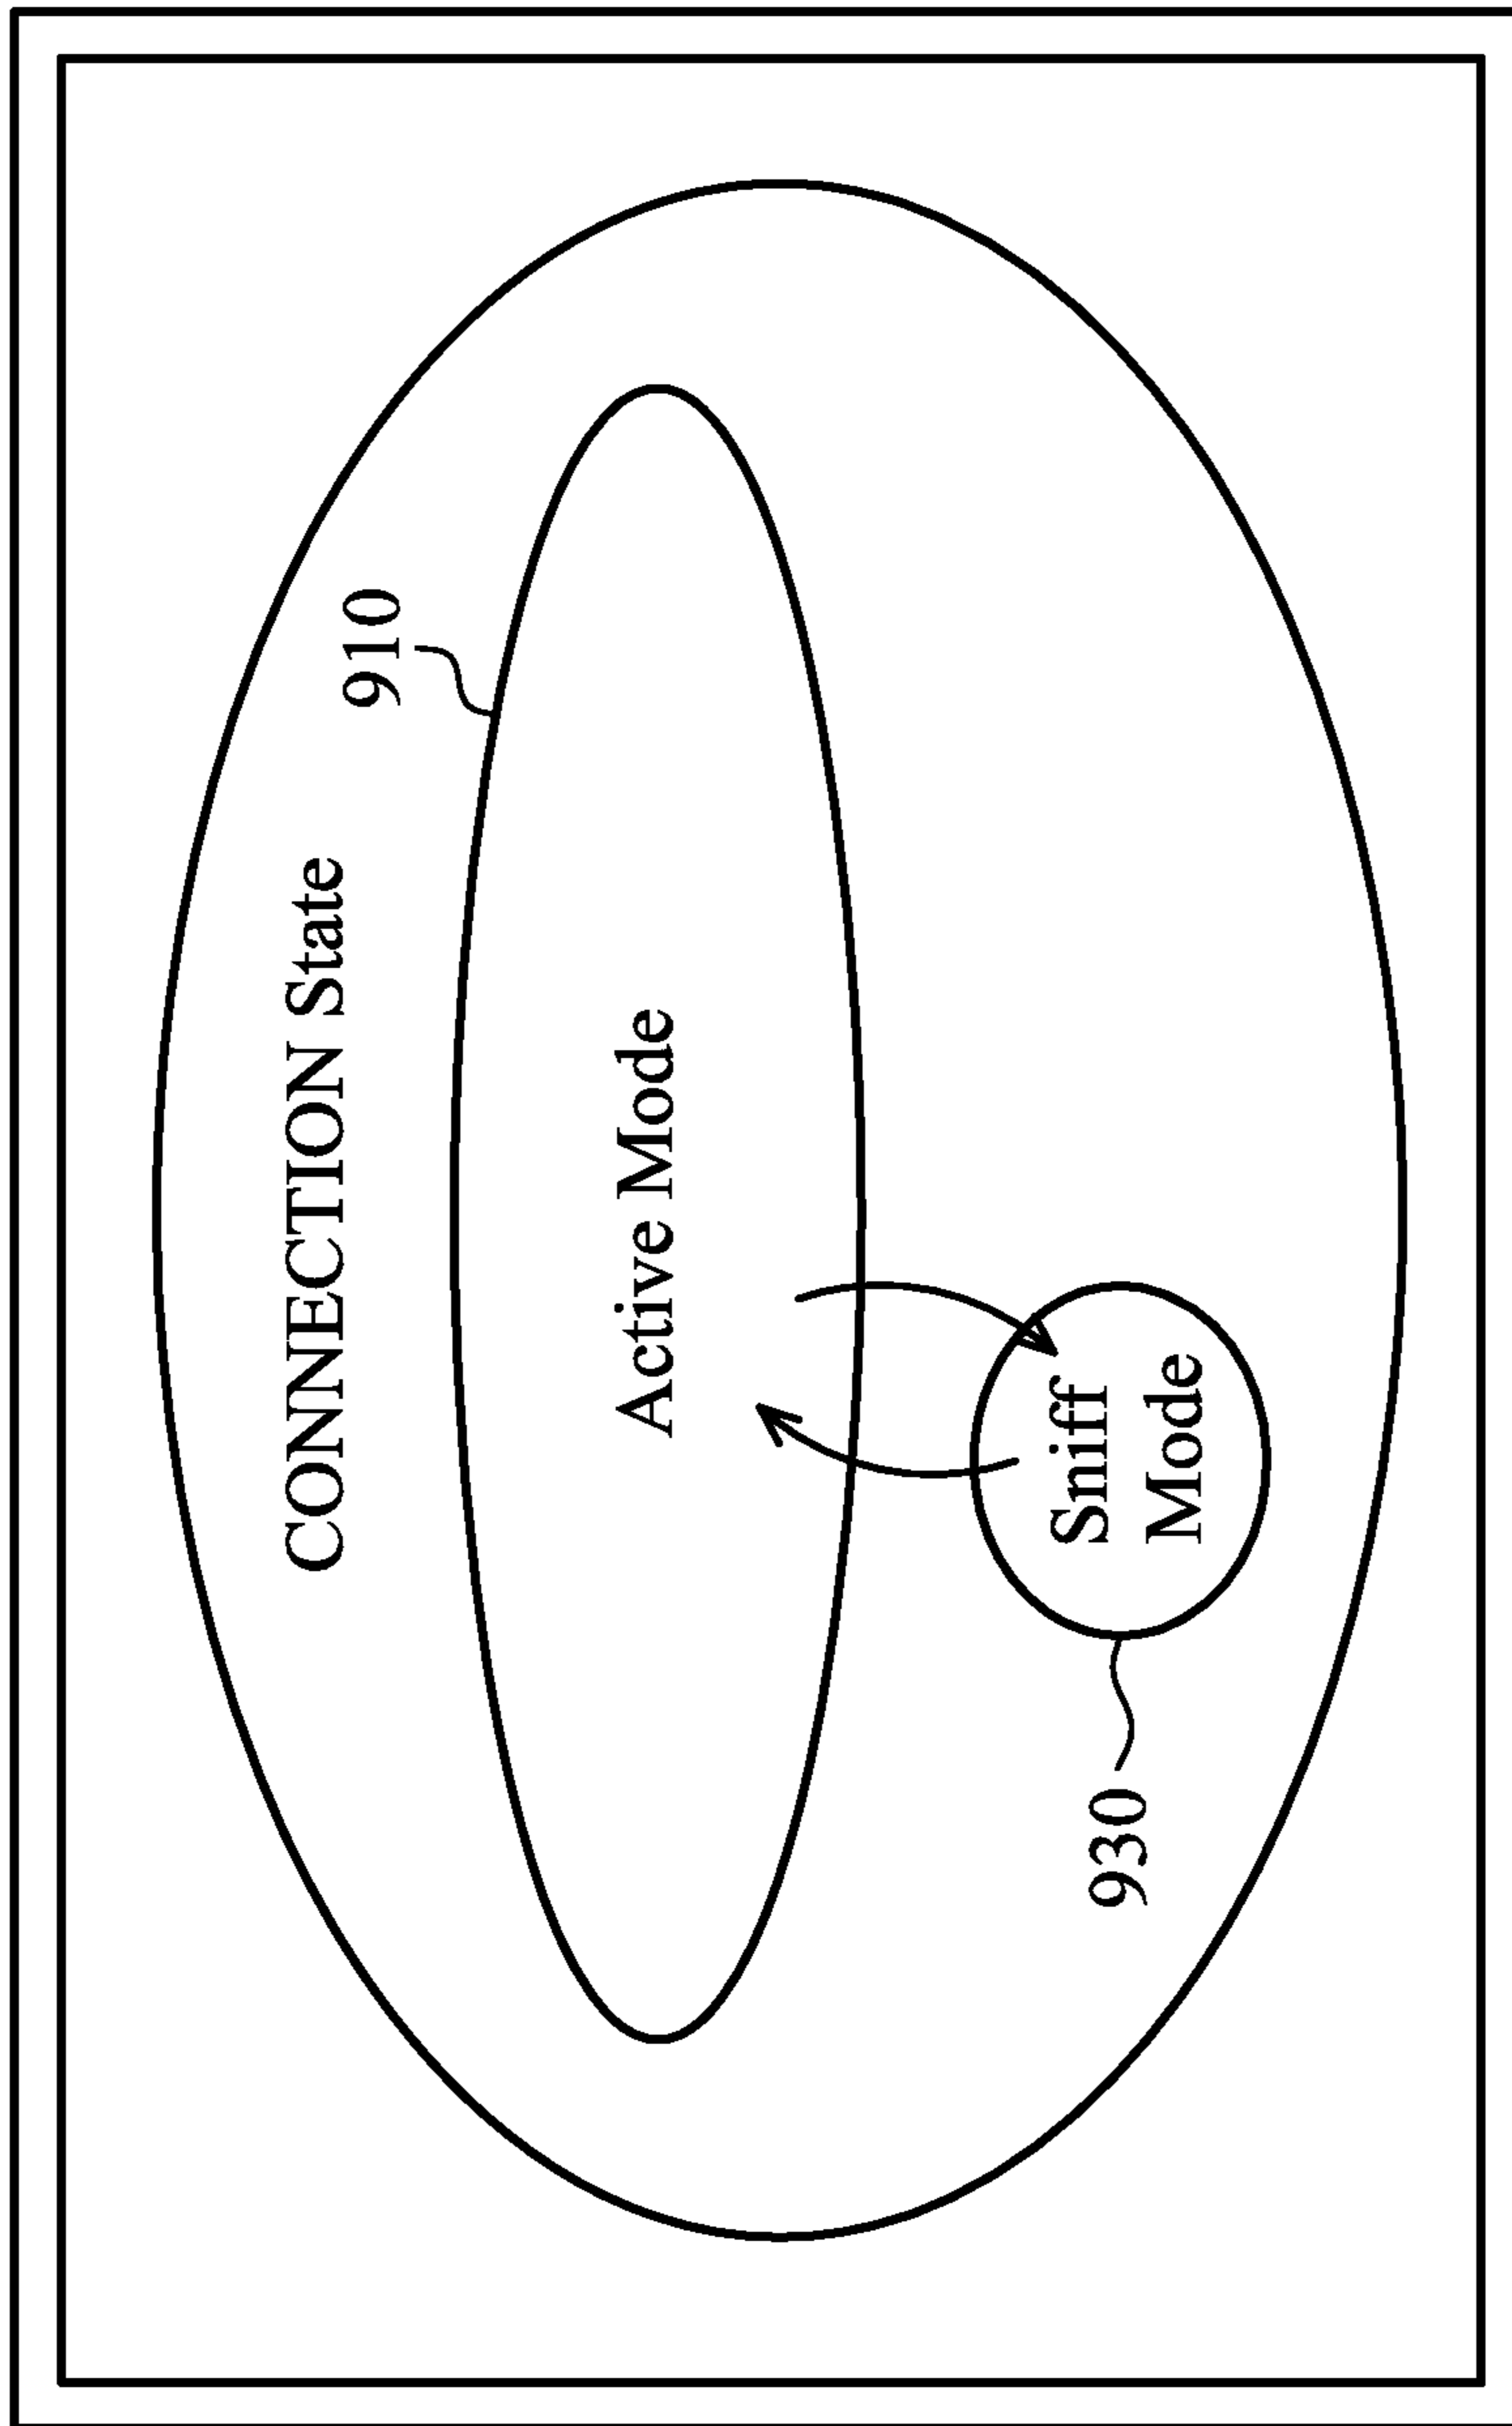 CONNECTION State
910
Active Mode
Sniff
Mode
930